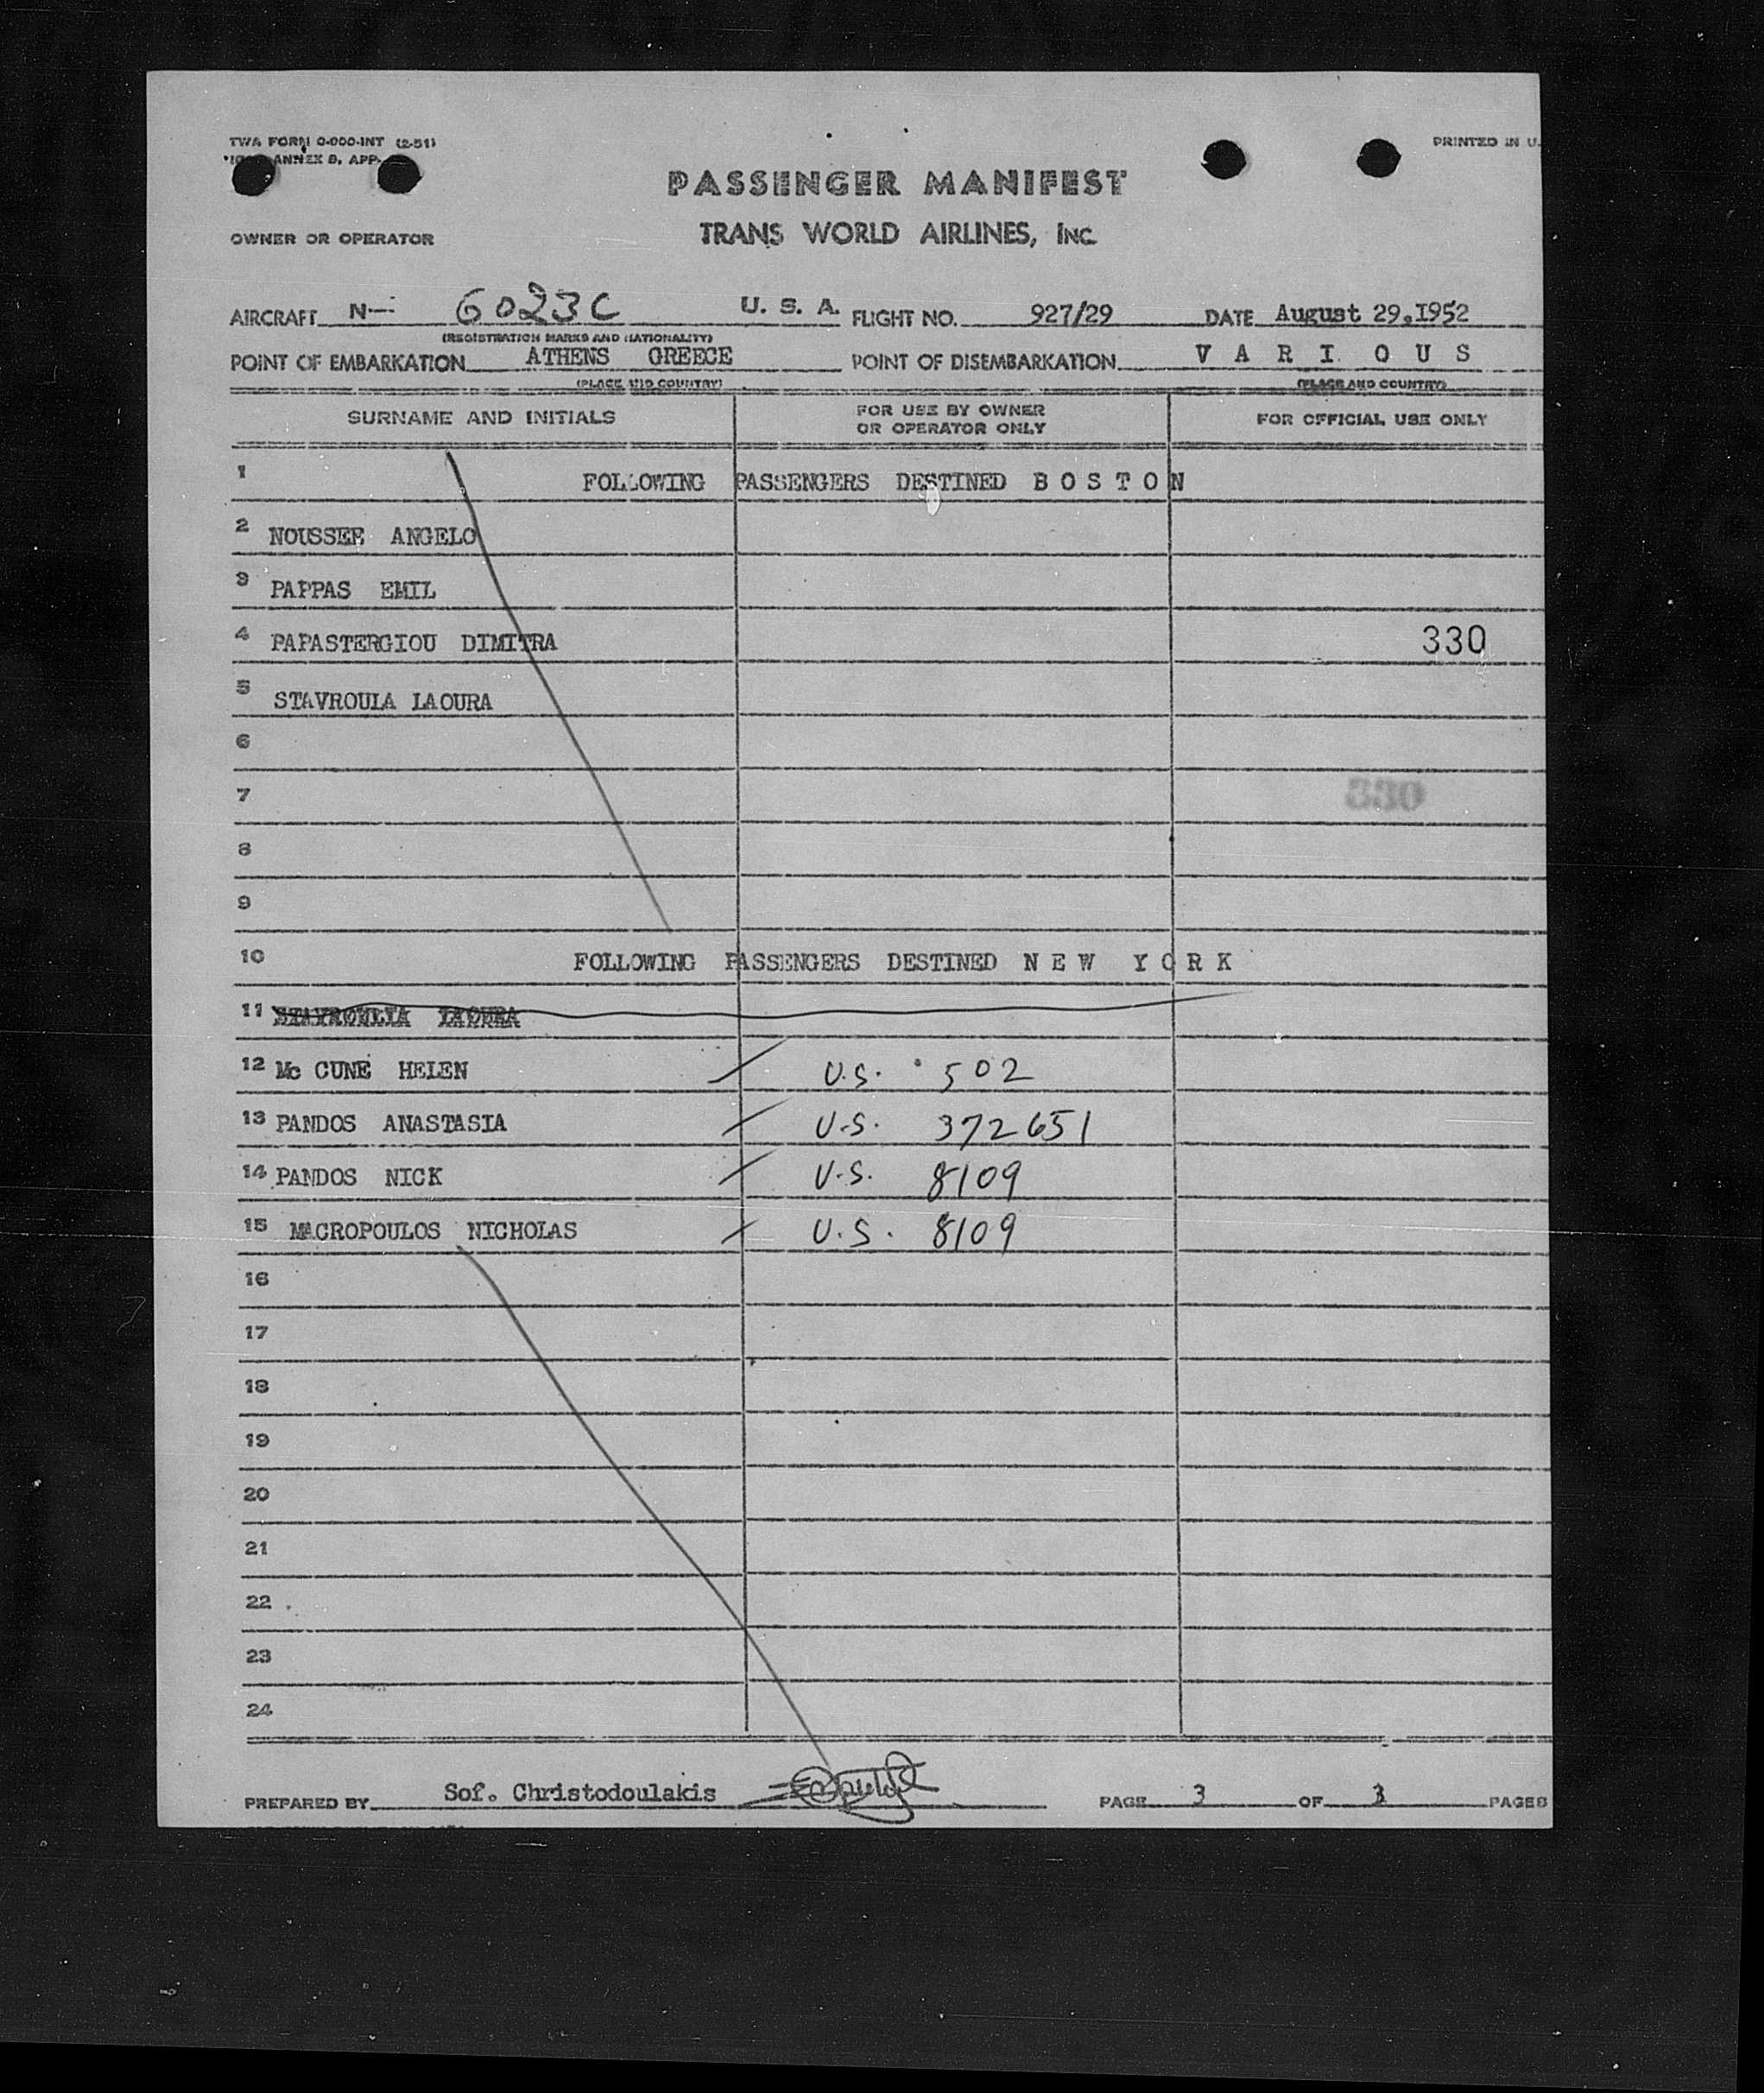 TWA FORM O-000-INT (2-51)
ANNEX 9, APP.
PRINTED IN U.
PASSENGER MANIFEST
OWNER OR OPERATOR
TRANS WORLD AIRLINES, INC
AIRCRAFT N- 6023C U. S. A. FLIGHT NO. 927/29 DATE August 29.1952
(REGISTRATION MARKS AND NATIONALITY)
POINT OF EMBARKATION ATHENS GREECE POINT OF DISEMBARKATION V A R I O U S
(PLACE AND COUNTRY) (PLACE AND COUNTRY)
SURNAME AND INITIALS FOR USE BY OWNER OR OPERATOR ONLY FOR OFFICIAL USE ONLY
1 FOLLOWING PASSENGERS DESTINED B O S T O N
2 NOUSSEE ANGELO
3 PAPPAS EMIL
4 PAPASTERGIOU DIMITRA 330
5 STAVROULA LAOURA
6
7 330
8
9
10 FOLLOWING PASSENGERS DESTINED N E W Y O R K
11 STAVROULIA LAOURA
12 Mc CUNE HELEN U.S. 502
13 PANDOS ANASTASIA U.S. 372651
14 PANDOS NICK U.S. 8109
15 MACROPOULOS NICHOLAS U.S. 8109
16
17
18
19
20
21
22
23
24
PREPARED BY Sof. Christodoulakis PAGE 3 OF 3 PAGES